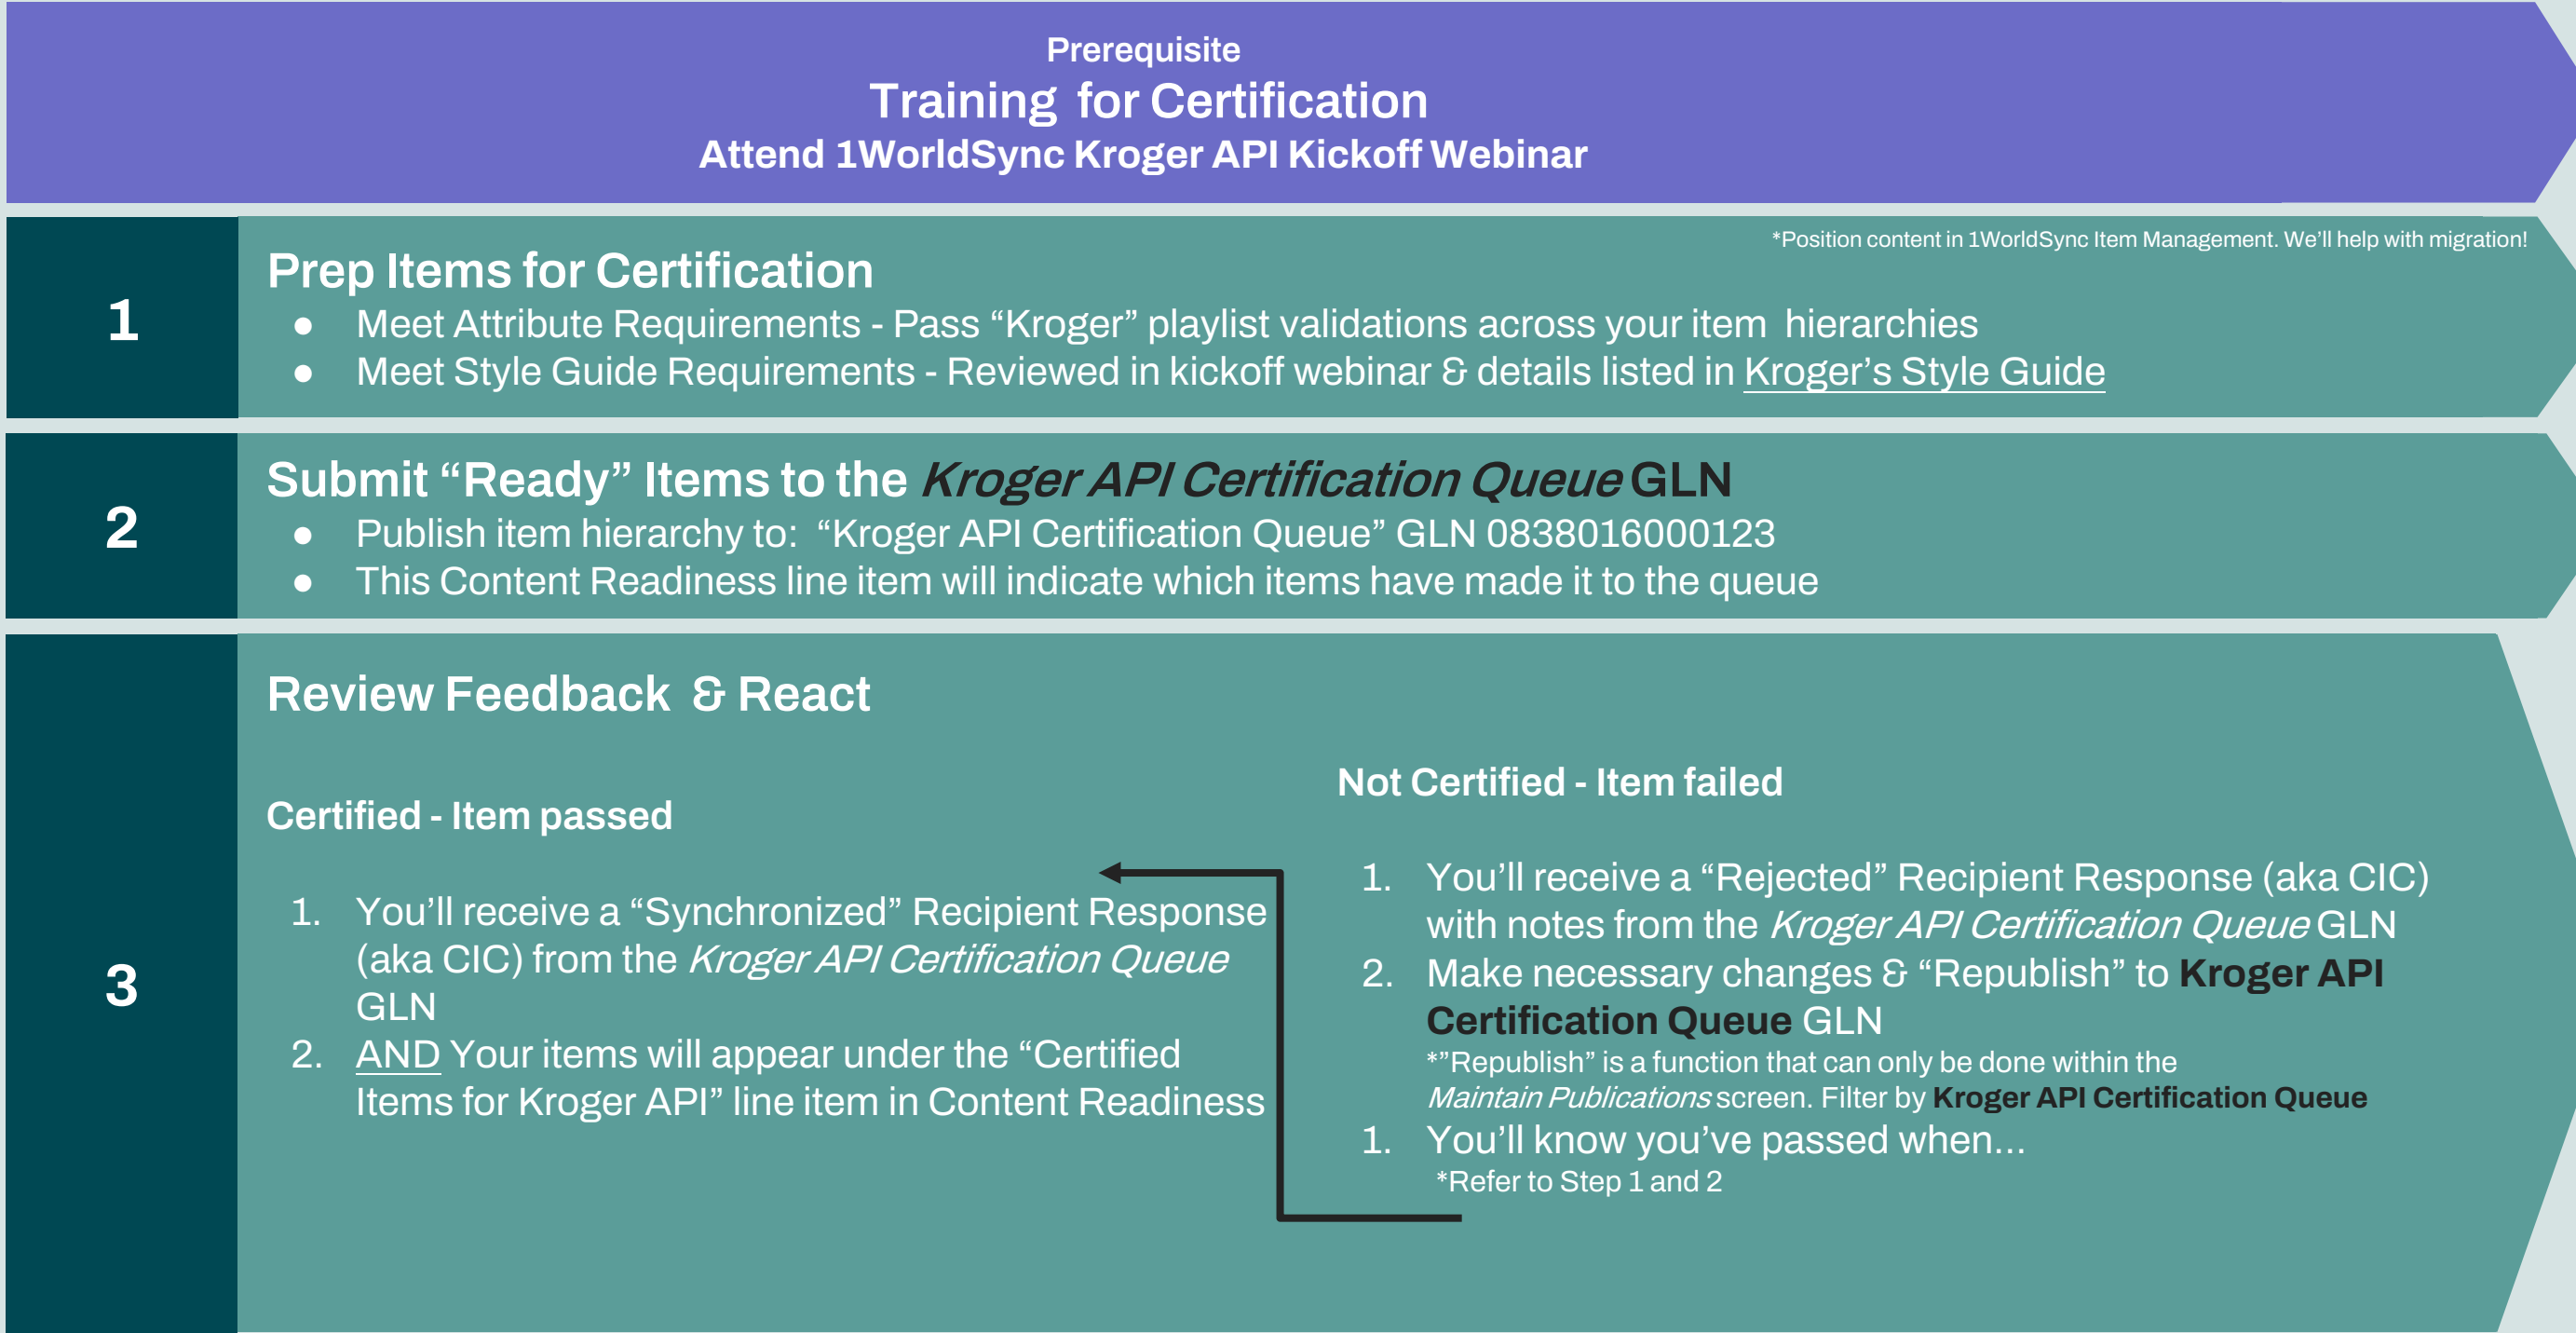 Prerequisite
Training  for Certification
Attend 1WorldSync Kroger API Kickoff Webinar
1
*Position content in 1WorldSync Item Management. We’ll help with migration!
Prep Items for Certification
● Meet Attribute Requirements - Pass “Kroger” playlist validations across your item  hierarchies
● Meet Style Guide Requirements - Reviewed in kickoff webinar & details listed in Kroger’s Style Guide
2
Submit “Ready” Items to the Kroger API Certification Queue GLN
● Publish item hierarchy to:  “Kroger API Certification Queue” GLN 0838016000123
● This Content Readiness line item will indicate which items have made it to the queue
3
Review Feedback  & React
Certified - Item passed
1. You’ll receive a “Synchronized” Recipient Response
(aka CIC) from the Kroger API Certification Queue
GLN
2. AND Your items will appear under the “Certified
Items for Kroger API” line item in Content Readiness
Not Certified - Item failed
1. You’ll receive a “Rejected” Recipient Response (aka CIC)
with notes from the Kroger API Certification Queue GLN
2. Make necessary changes & “Republish” to Kroger API
Certification Queue GLN
*”Republish” is a function that can only be done within the
Maintain Publications screen. Filter by Kroger API Certification Queue
1. You’ll know you’ve passed when...
*Refer to Step 1 and 2